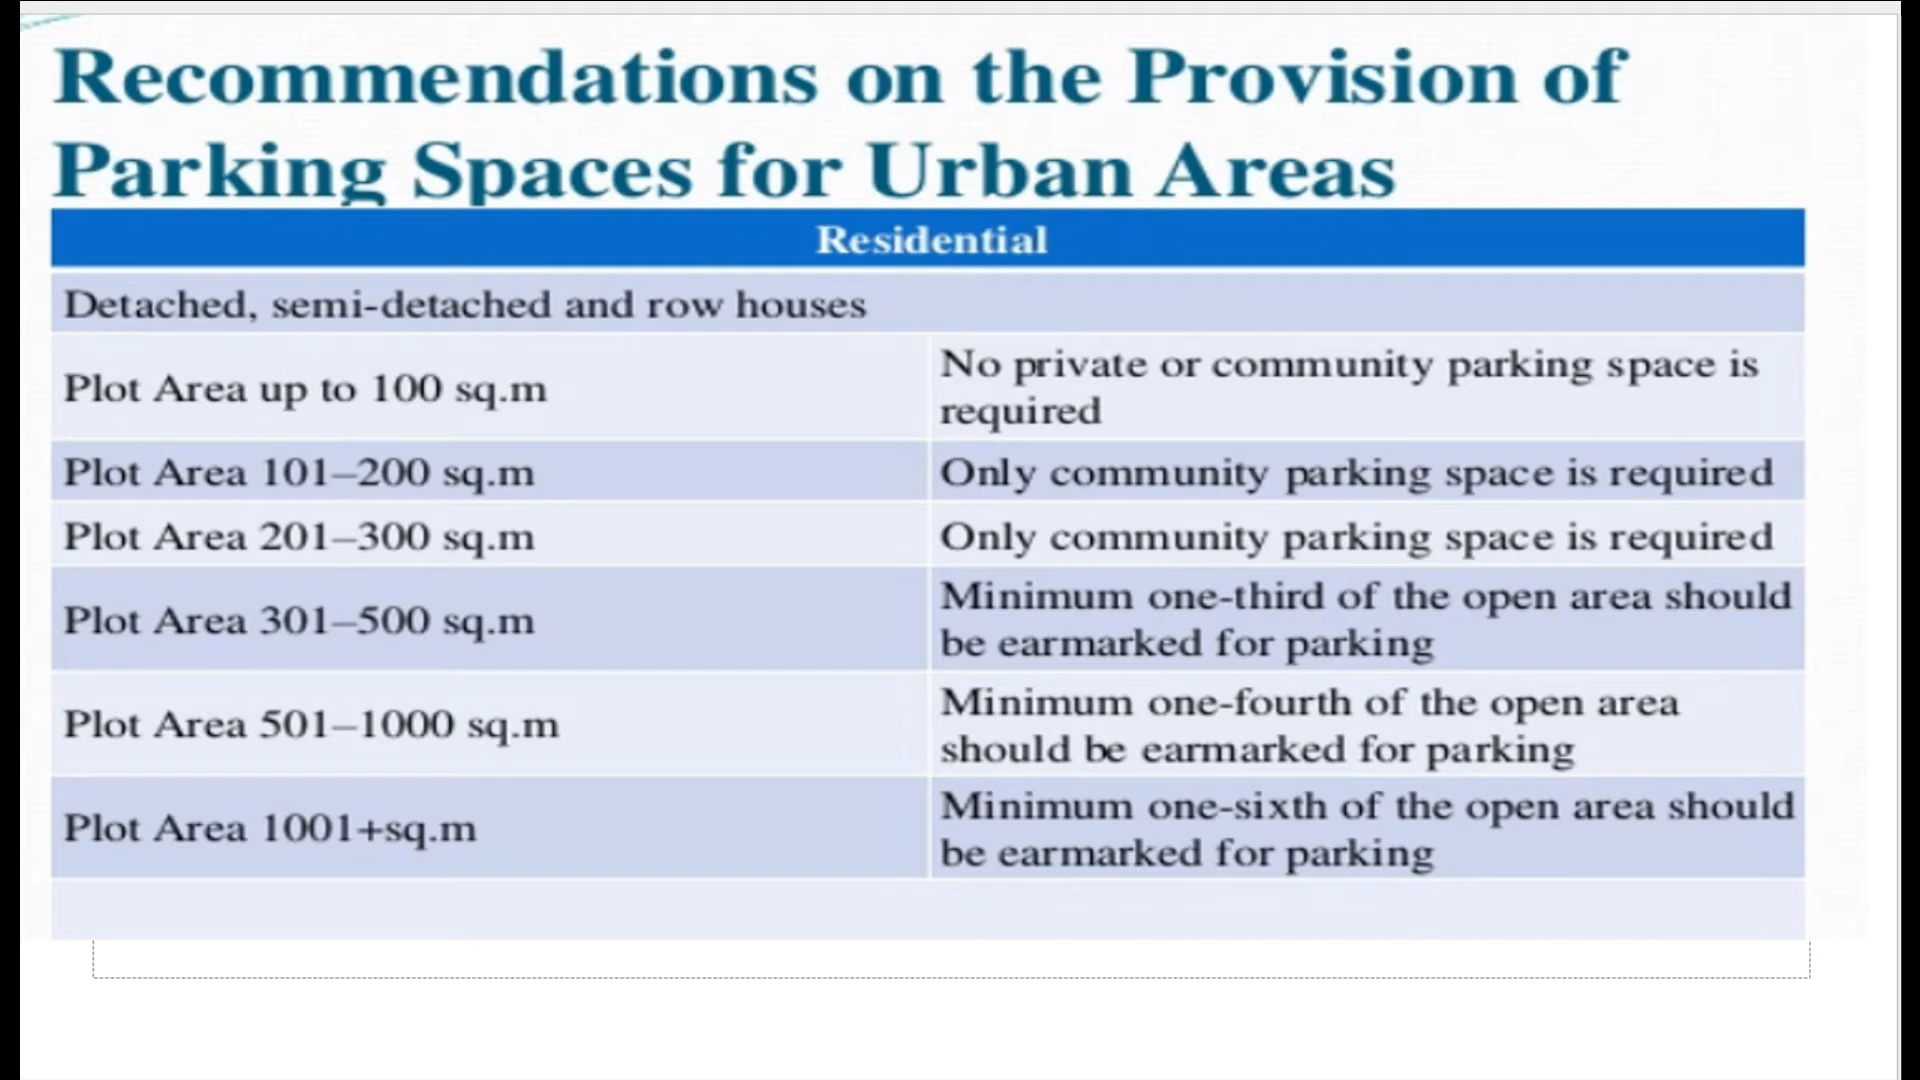 Recommendations on the Provision of
Parking Spaces for Urban Areas
Residential
Detached, semi-detached and row houses
Plot Area up to 100 sq.m
No private or community parking space is
required
Plot Area 101–200 sq.m
Only community parking space is required
Plot Area 201–300 sq.m
Only community parking space is required
Plot Area 301–500 sq.m
Minimum one-third of the open area should
be earmarked for parking
Plot Area 501–1000 sq.m
Minimum one-fourth of the open area
should be earmarked for parking
Plot Area 1001+sq.m
Minimum one-sixth of the open area should
be earmarked for parking